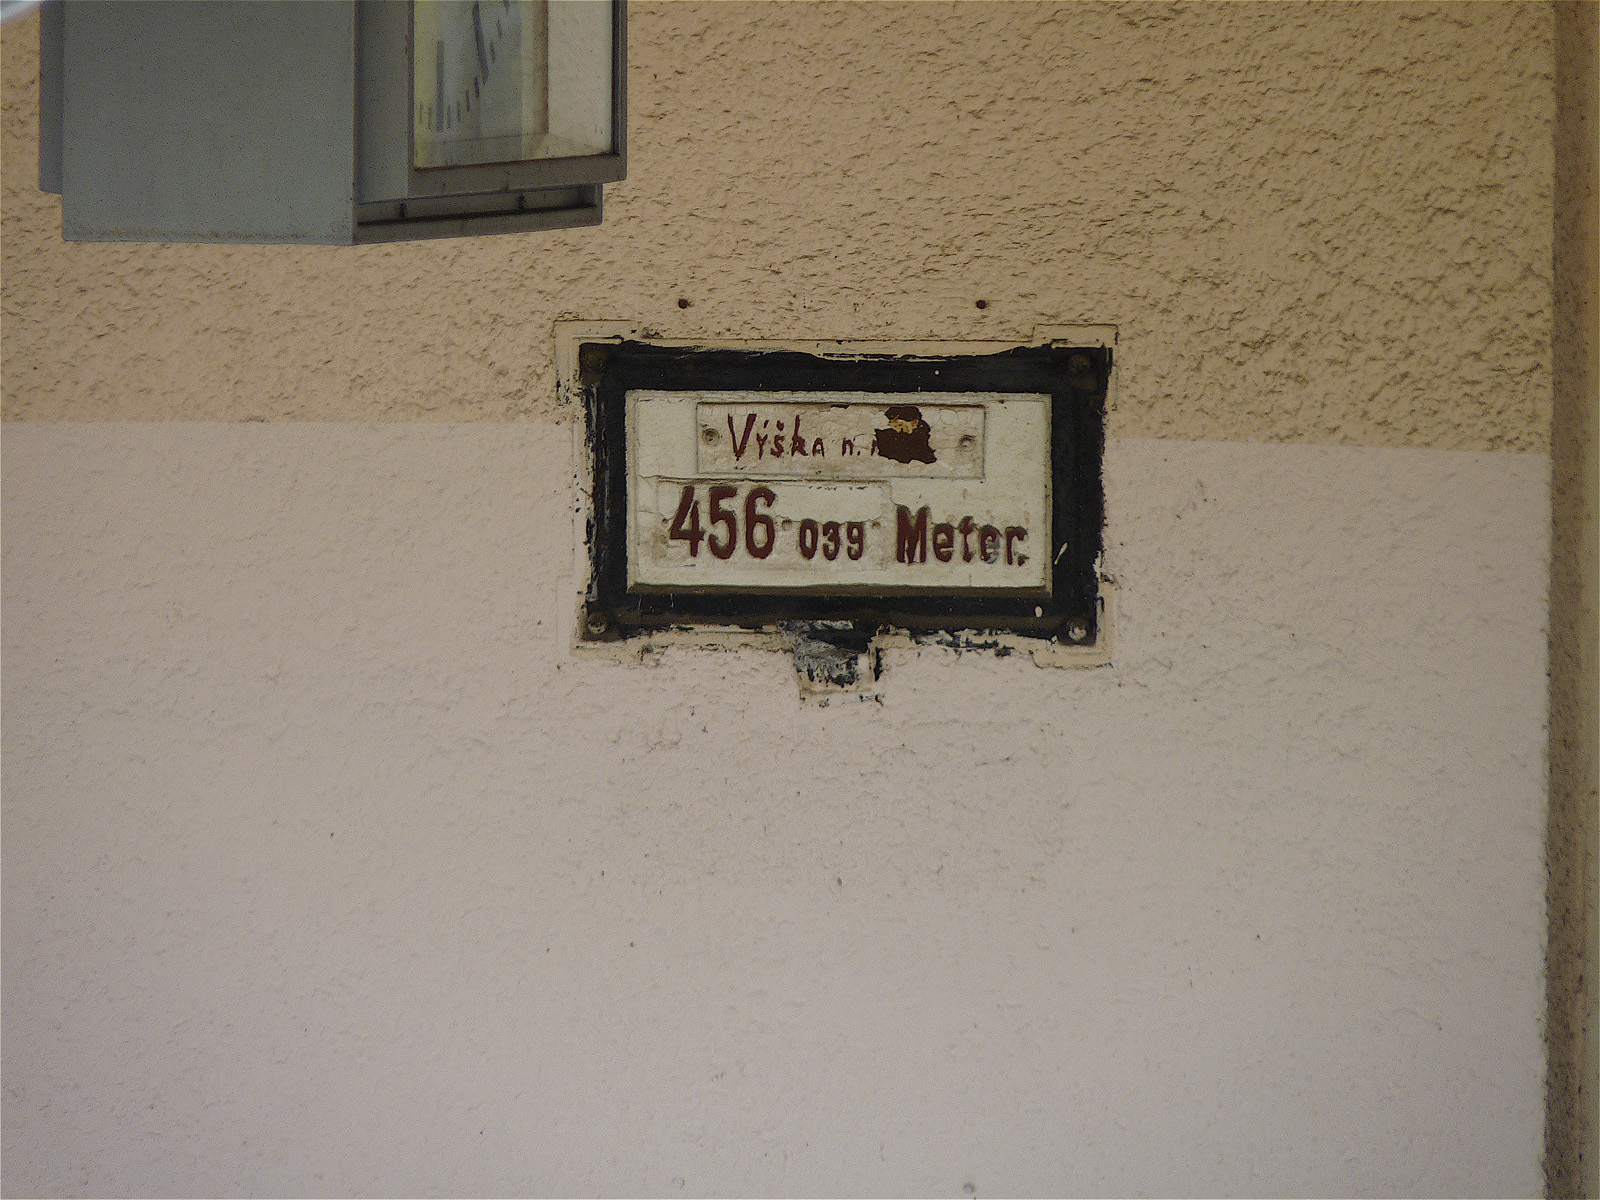 Výška n.
456 039 Meter.